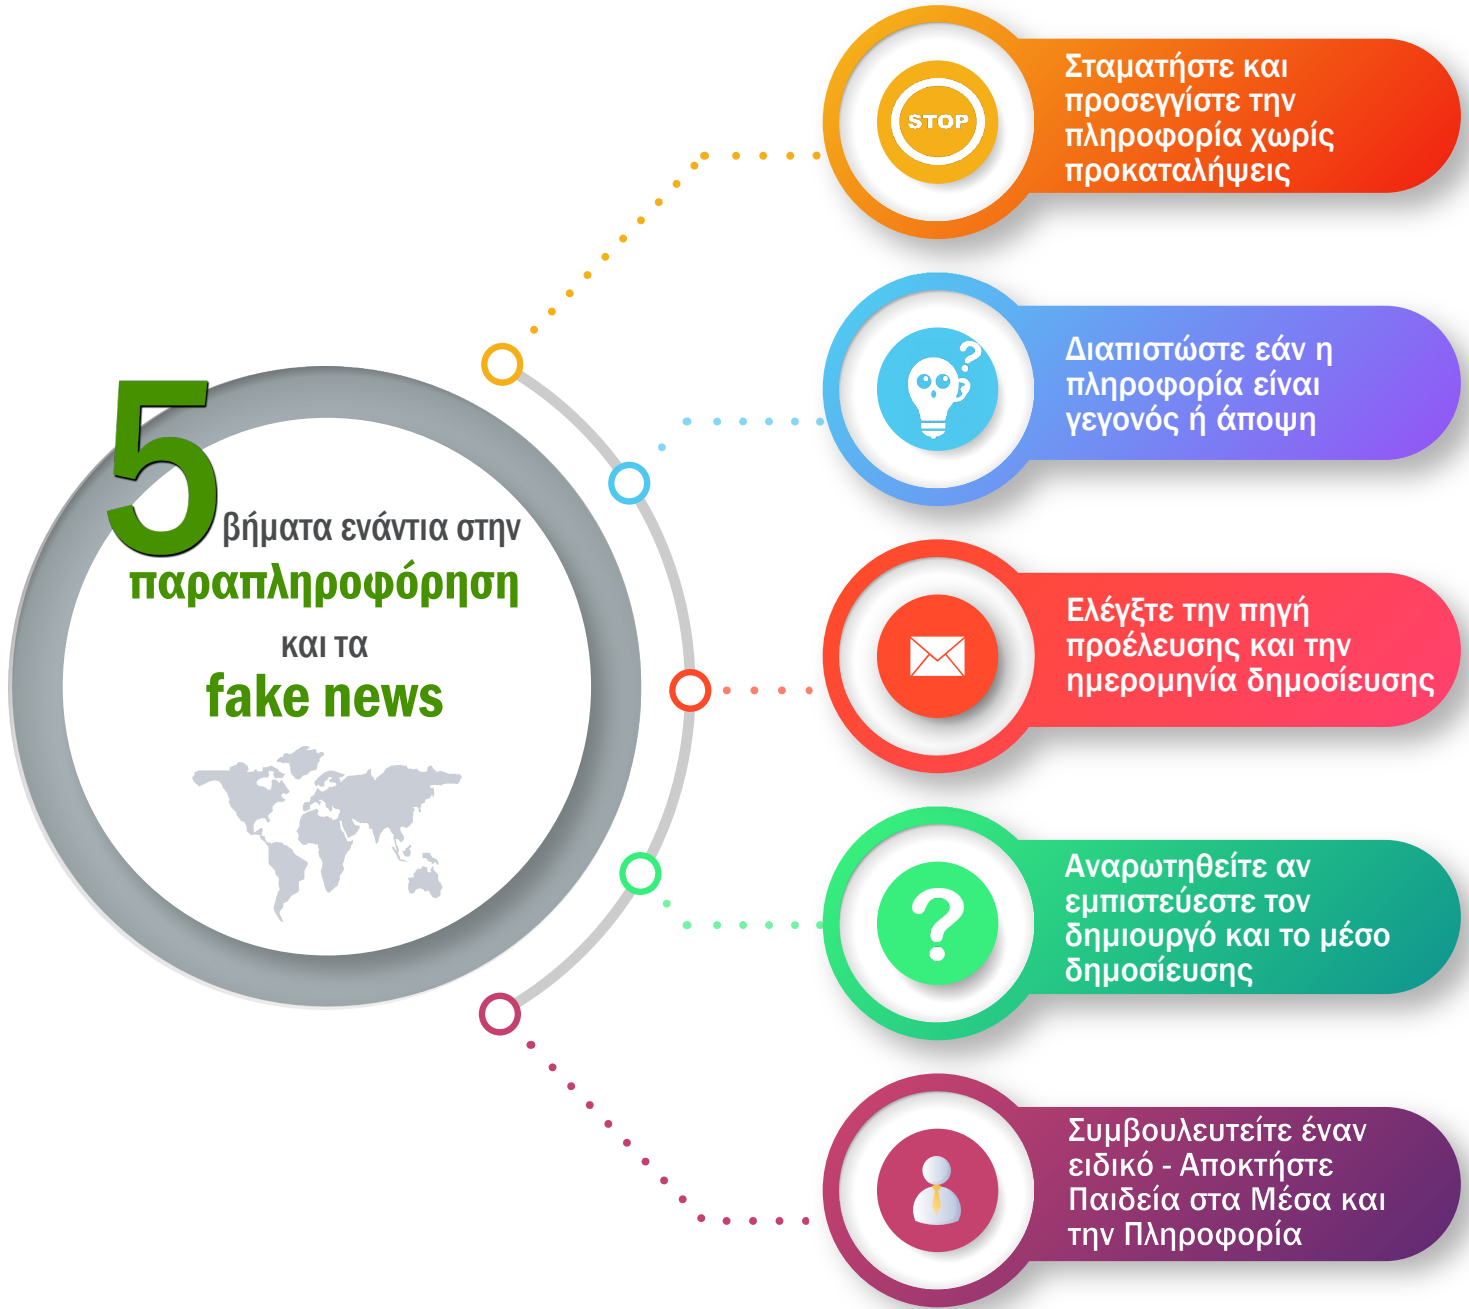 5
βήματα ενάντια στην
παραπληροφόρηση
και τα
fake news
STOP
Σταματήστε και
προσεγγίστε την
πληροφορία χωρίς
προκαταλήψεις
Διαπιστώστε εάν η
πληροφορία είναι
γεγονός ή άποψη
Ελέγξτε την πηγή
προέλευσης και την
ημερομηνία δημοσίευσης
Αναρωτηθείτε αν
εμπιστεύεστε τον
δημιουργό και το μέσο
δημοσίευσης
Συμβουλευτείτε έναν
ειδικό - Αποκτήστε
Παιδεία στα Μέσα και
την Πληροφορία